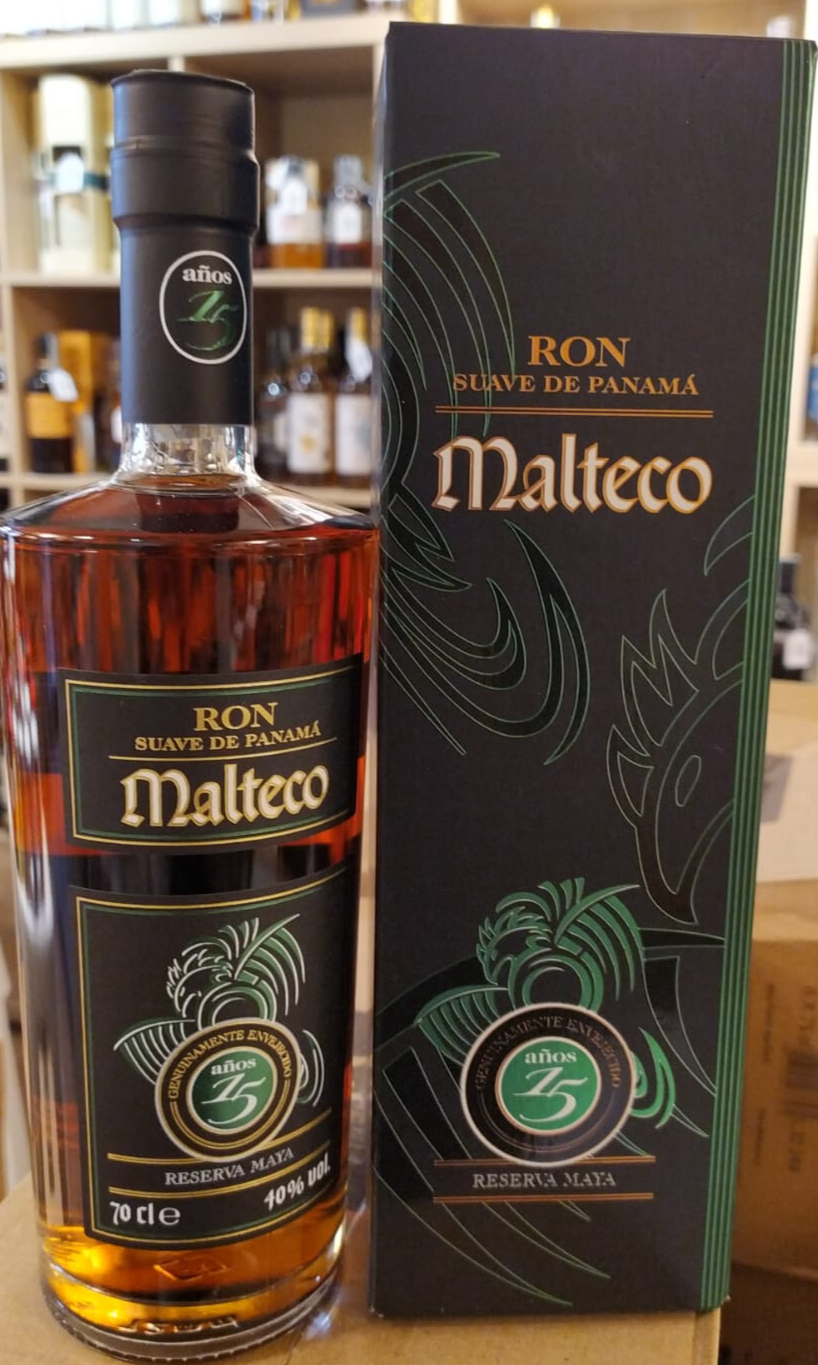 años
15
RON
SUAVE DE PANAMÁ
Malteco
GENUINAMENTE ENVEJECIDO
años
15
RESERVA MAYA
70 cl e
40% vol.
RON
SUAVE DE PANAMÁ
Malteco
GENUINAMENTE ENVEJECIDO
años
15
RESERVA MAYA